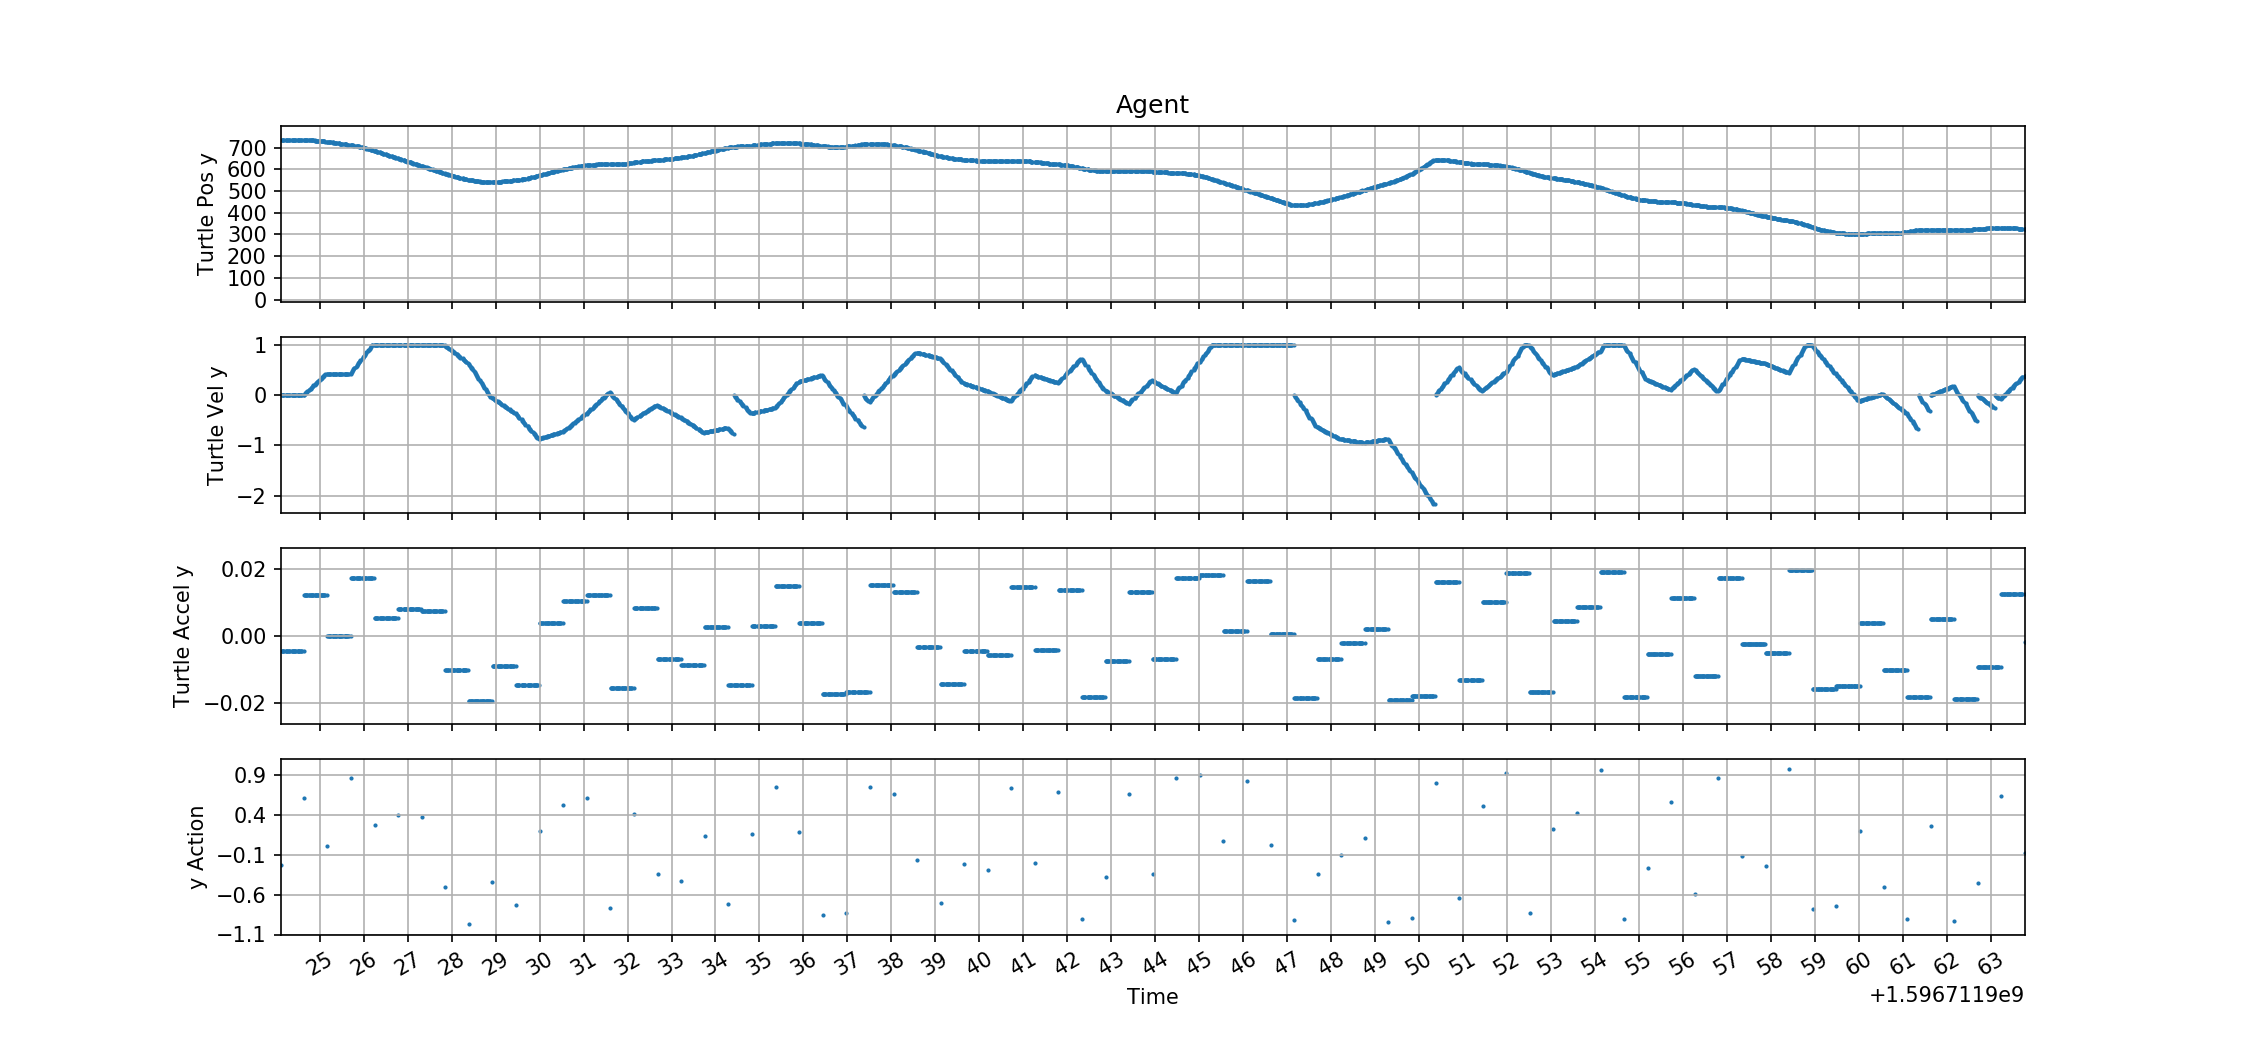 Agent
Turtle Pos y
700
600
500
400
300
200
100
0
Turtle Vel y
1
0
−1
−2
Turtle Accel y
0.02
0.00
−0.02
y Action
0.9
0.4
−0.1
−0.6
−1.1
25 26 27 28 29 30 31 32 33 34 35 36 37 38 39 40 41 42 43 44 45 46 47 48 49 50 51 52 53 54 55 56 57 58 59 60 61 62 63
Time
+1.5967119e9